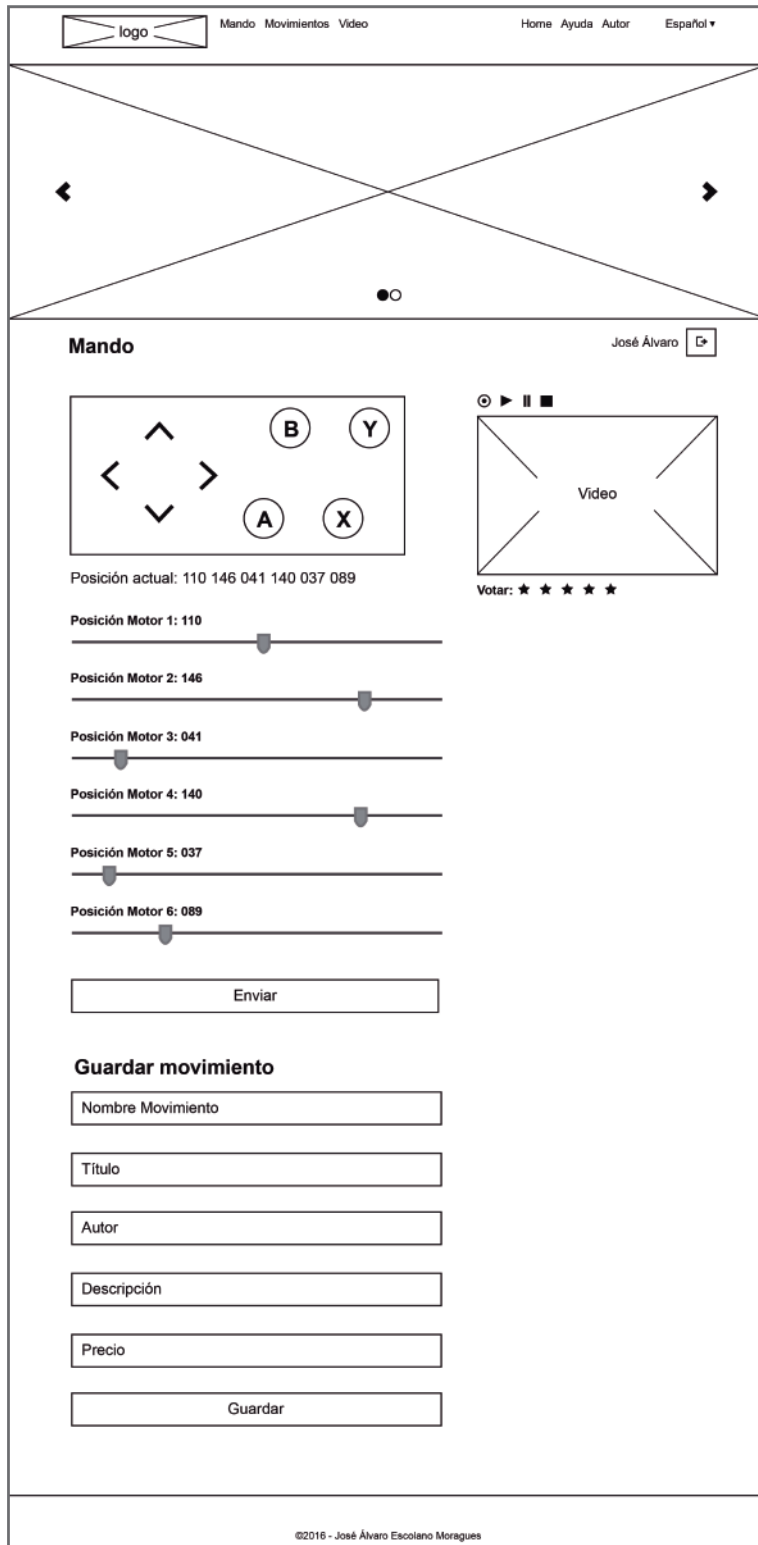 logo
Mando Movimientos Video
Home Ayuda Autor
Español ▾
Mando
José Álvaro
B Y
A X
Video
Posición actual: 110 146 041 140 037 089
Votar: ★ ★ ★ ★ ★
Posición Motor 1: 110
Posición Motor 2: 146
Posición Motor 3: 041
Posición Motor 4: 140
Posición Motor 5: 037
Posición Motor 6: 089
Enviar
Guardar movimiento
Nombre Movimiento
Título
Autor
Descripción
Precio
Guardar
©2016 - José Álvaro Escolano Moragues